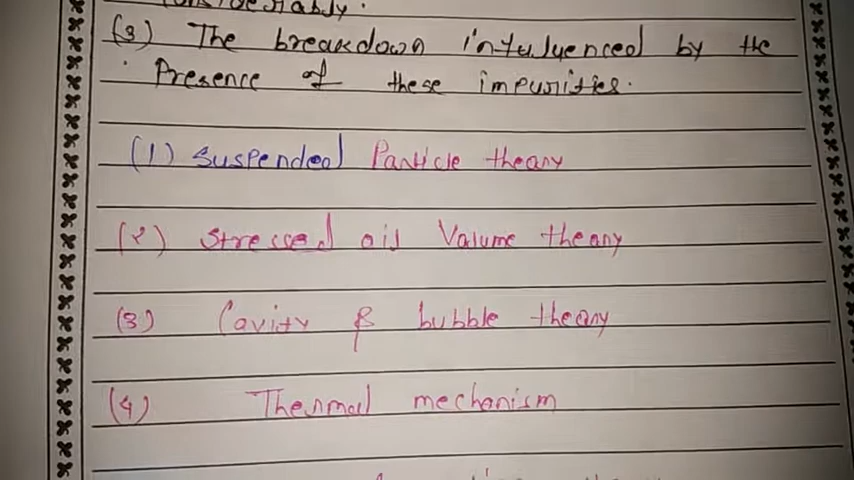 (3) The breakdown influenced by the
Presence of these impurities.
(1) Suspended Particle theory
(2) Stressed oil Volume theory
(3) Cavity & bubble theory
(4) Thermal mechanism